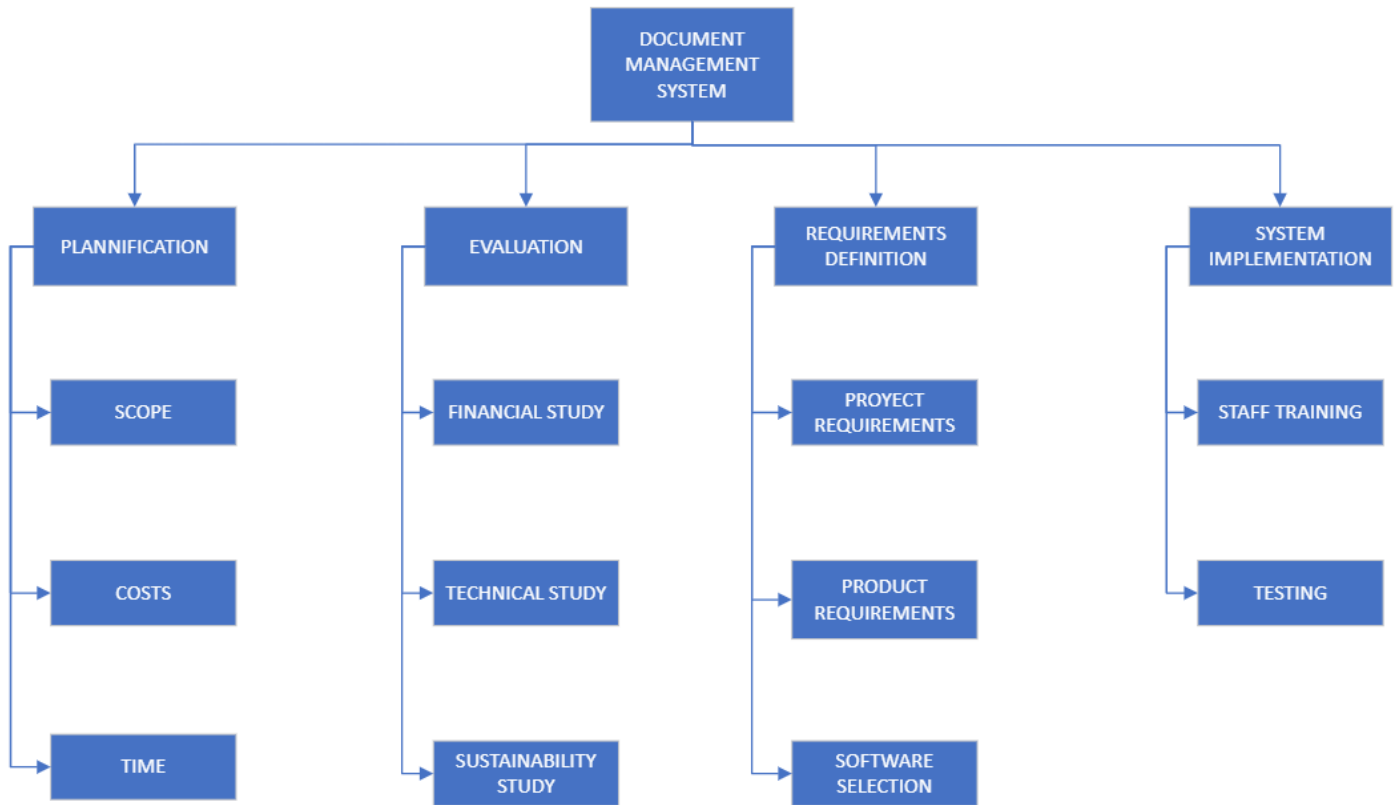 DOCUMENT
MANAGEMENT
SYSTEM
PLANNIFICATION
EVALUATION
REQUIREMENTS
DEFINITION
SYSTEM
IMPLEMENTATION
SCOPE
FINANCIAL STUDY
PROYECT
REQUIREMENTS
STAFF TRAINING
COSTS
TECHNICAL STUDY
PRODUCT
REQUIREMENTS
TESTING
TIME
SUSTAINABILITY
STUDY
SOFTWARE
SELECTION